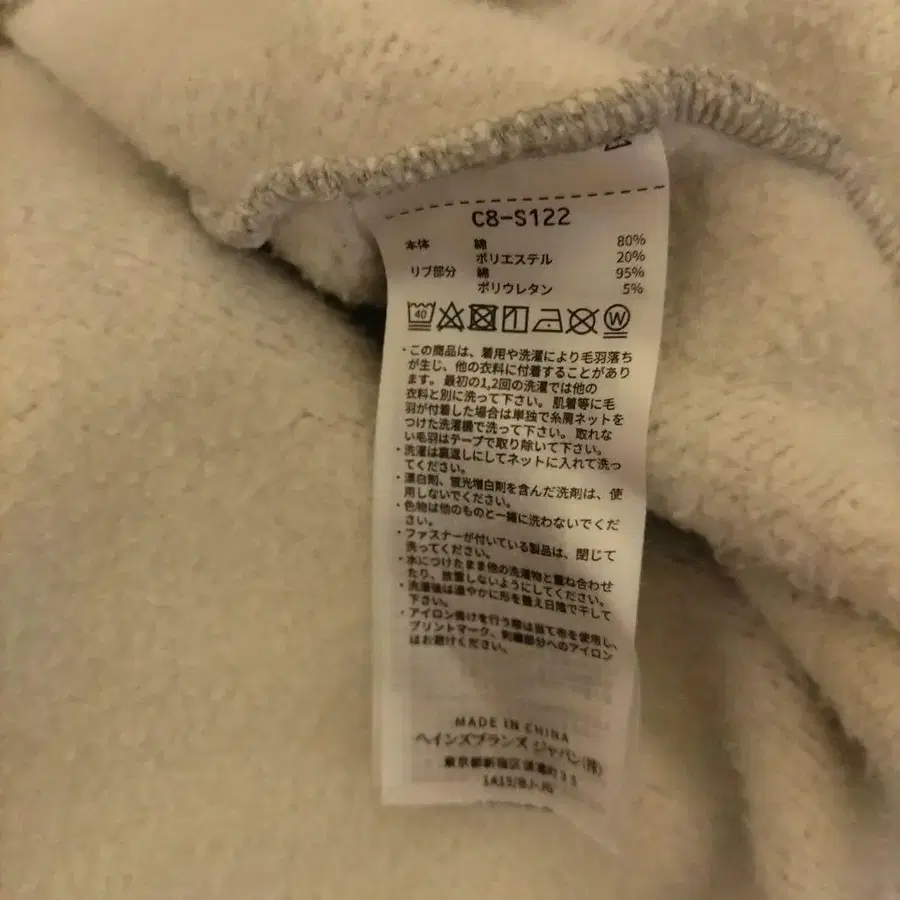 C8-S122
本体 綿 80%
ポリエステル 20%
リブ部分 綿 95%
ポリウレタン 5%
40 W
・この商品は、着用や洗濯により毛羽落ち
が生じ、他の衣料に付着することがあり
ます。最初の1,2回の洗濯では他の
衣料と別に洗って下さい。肌着等に毛
羽が付着した場合は単独で糸屑ネットを
つけた洗濯機で洗って下さい。取れな
い毛羽はテープで取り除いて下さい。
・洗濯は裏返しにしてネットに入れて洗っ
てください。
・漂白剤、蛍光増白剤を含んだ洗剤は、使
用しないでください。
・色物は他のものと一緒に洗わないでくだ
さい。
・ファスナーが付いている製品は、閉じて
洗ってください。
・水につけたまま他の洗濯物と重ね合わせ
たり、放置しないようにしてください。
・洗濯後は速やかに形を整え日陰で干して
下さい。
・アイロン掛けを行う際は当て布を使用し、
プリントマーク、刺繍部分へのアイロン
はお避けください。
MADE IN CHINA
ヘインズブランズ ジャパン(株)
東京都新宿区